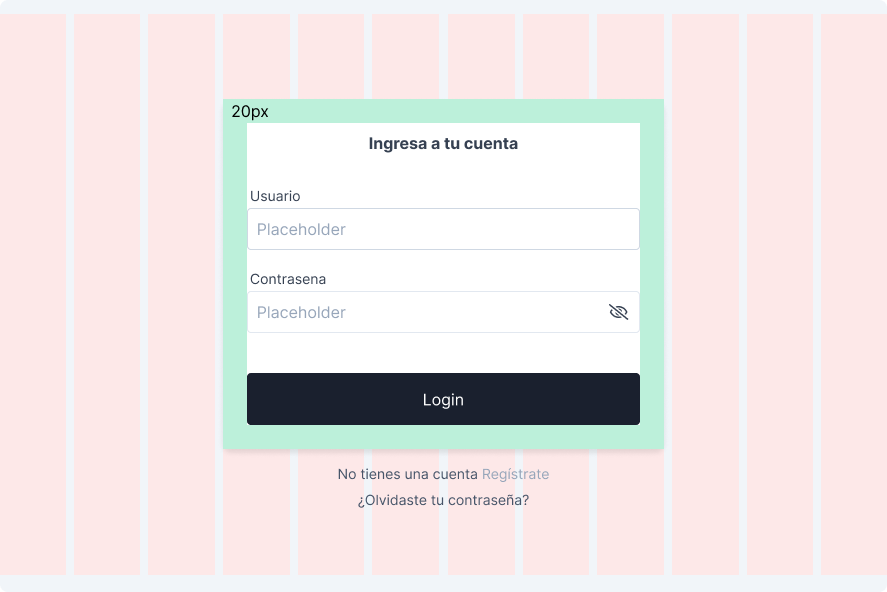 20px
Ingresa a tu cuenta
Usuario
Placeholder
Contrasena
Placeholder
Login
No tienes una cuenta Regístrate
¿Olvidaste tu contraseña?